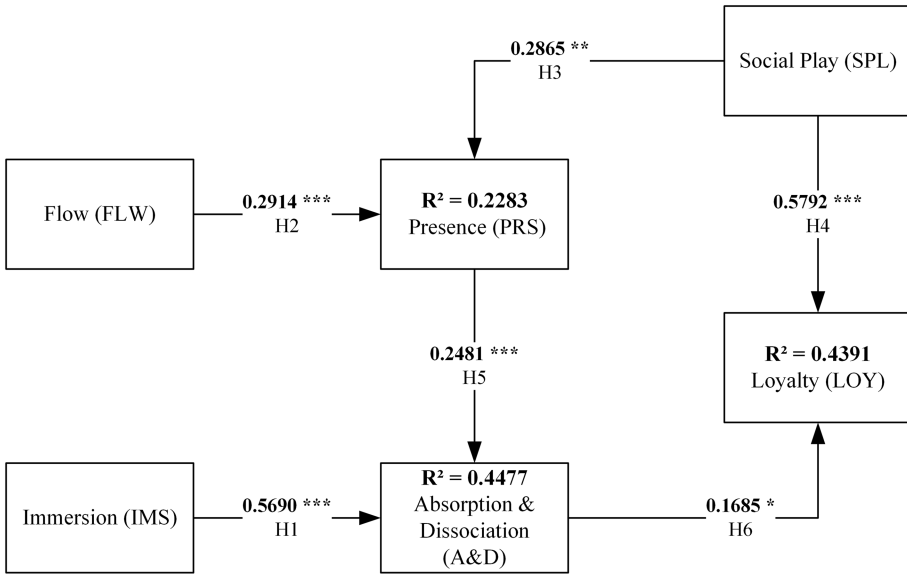 0.2865 **
H3
Social Play (SPL)
Flow (FLW)
0.2914 ***
H2
R² = 0.2283
Presence (PRS)
0.5792 ***
H4
0.2481 ***
H5
R² = 0.4391
Loyalty (LOY)
Immersion (IMS)
0.5690 ***
H1
R² = 0.4477
Absorption &
Dissociation
(A&D)
0.1685 *
H6